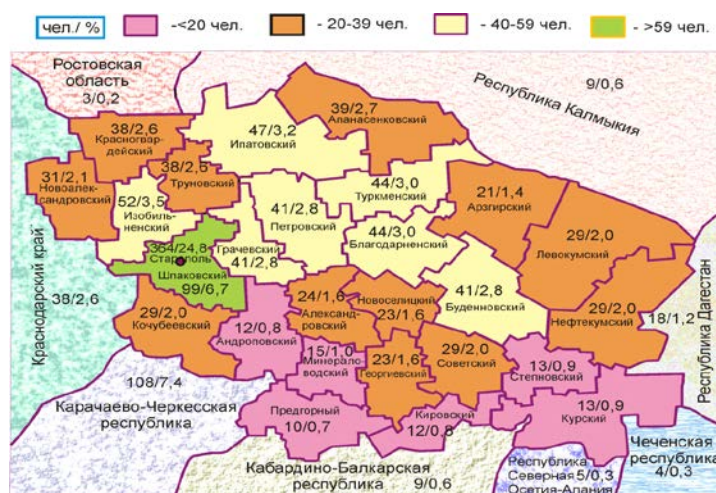 чел./ %
-<20 чел.
- 20-39 чел.
- 40-59 чел.
- >59 чел.
Ростовская
область
3/0,2
9/0,6
Республика Калмыкия
39/2,7
Апанасенковский
38/2,6
Красногвар-
дейский
47/3,2
Ипатовский
31/2,1
Новоалек-
сандровский
38/2,6
Труновский
44/3,0
Туркменский
21/1,4
Арзгирский
52/3,5
Изобиль-
ненский
41/2,8
Петровский
44/3,0
Благодарненский
29/2,0
Левокумский
364/24,8
Ставрополь
Шпаковский
99/6,7
Грачевский
41/2,8
Краснодарский край
38/2,6
41/2,8
Буденновский
29/2,0
Нефтекумский
18/1,2
Республика Дагестан
29/2,0
Кочубеевский
12/0,8
Андроповский
24/1,6
Александ-
ровский
Новоселицкий
23/1,6
15/1,0
Минерало-
водский
23/1,6
Георгиевский
29/2,0
Советский
13/0,9
Степновский
108/7,4
Карачаево-Черкесская
республика
Предгорный
10/0,7
Кировский
12/0,8
13/0,9
Курский
Кабардино-Балкарская
республика
9/0,6
Республика
Северная 5/0,3
Осетия-Алания
Чеченская
республика
4/0,3